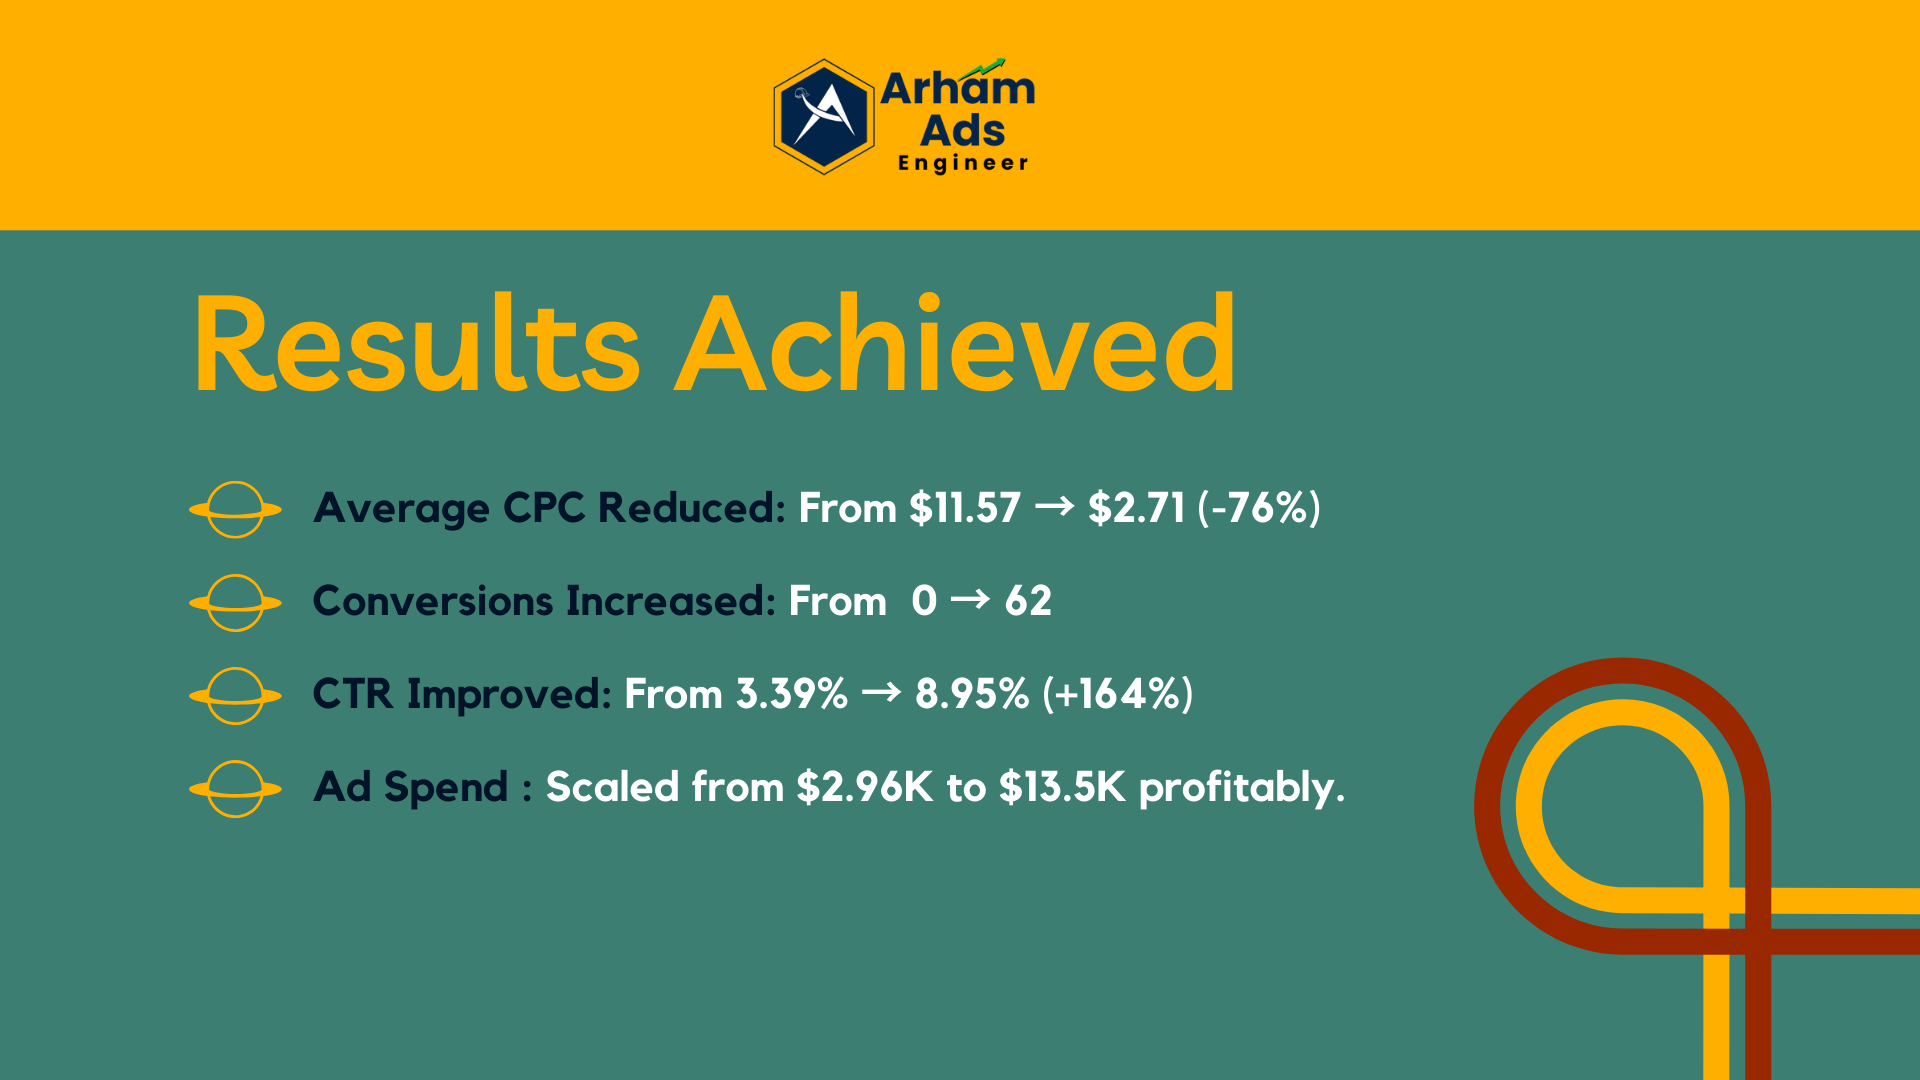 Arham
Ads
Engineer
Results Achieved
Average CPC Reduced: From $11.57 → $2.71 (-76%)
Conversions Increased: From  0 → 62
CTR Improved: From 3.39% → 8.95% (+164%)
Ad Spend : Scaled from $2.96K to $13.5K profitably.